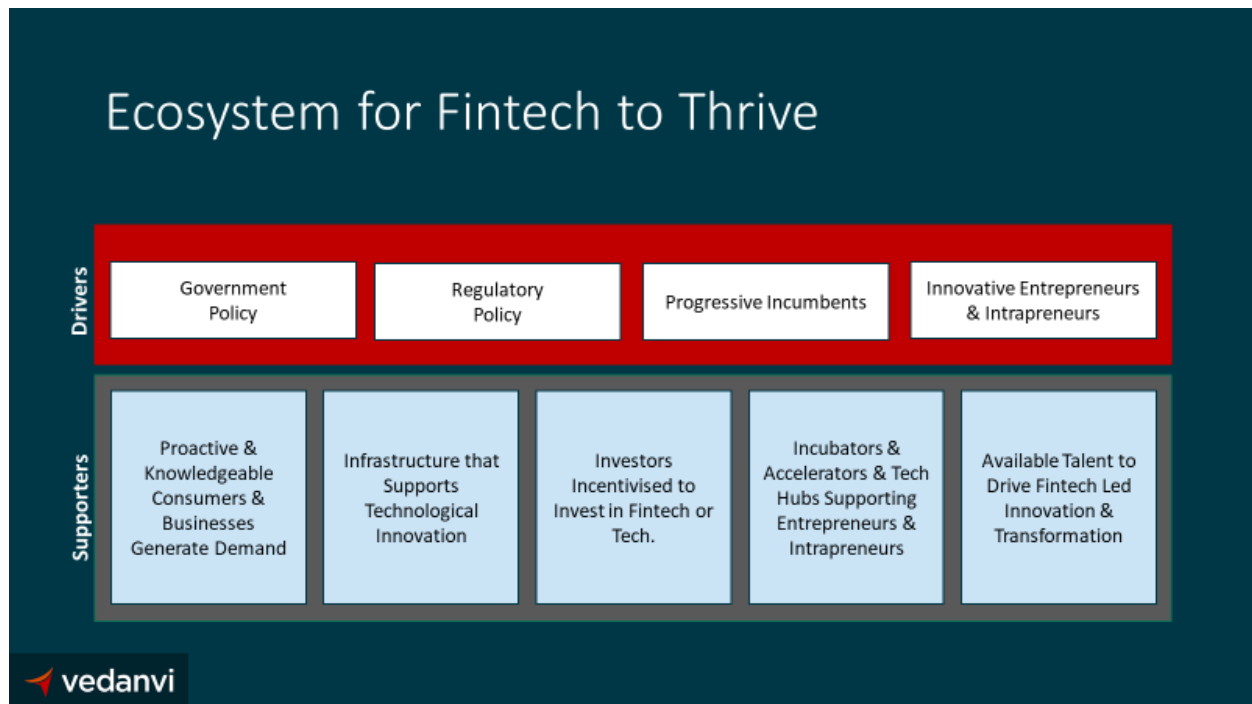 Ecosystem for Fintech to Thrive
Drivers
Government
Policy
Regulatory
Policy
Progressive Incumbents
Innovative Entrepreneurs
& Intrapreneurs
Supporters
Proactive &
Knowledgeable
Consumers &
Businesses
Generate Demand
Infrastructure that
Supports
Technological
Innovation
Investors
Incentivised to
Invest in Fintech or
Tech.
Incubators &
Accelerators & Tech
Hubs Supporting
Entrepreneurs &
Intrapreneurs
Available Talent to
Drive Fintech Led
Innovation &
Transformation
vedanvi